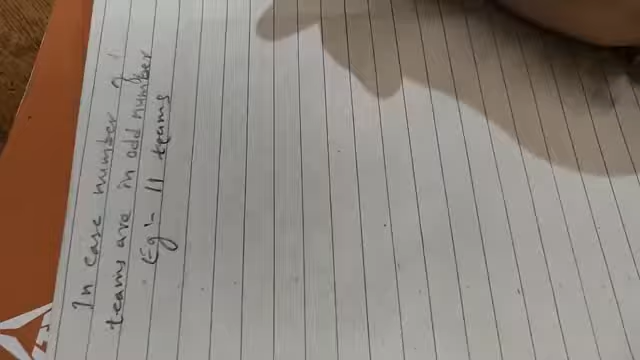 In case number of
teams are in odd number
Eg :- 11 teams